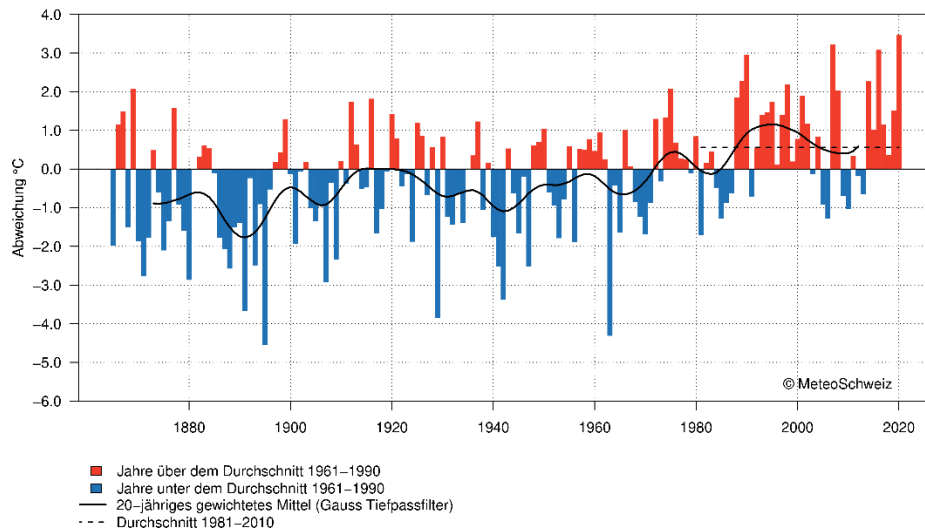 4.0
3.0
2.0
1.0
0.0
−1.0
−2.0
−3.0
−4.0
−5.0
−6.0
Abweichung °C
© MeteoSchweiz
1880 1900 1920 1940 1960 1980 2000 2020
Jahre über dem Durchschnitt 1961−1990
Jahre unter dem Durchschnitt 1961−1990
20−jähriges gewichtetes Mittel (Gauss Tiefpassfilter)
Durchschnitt 1981−2010